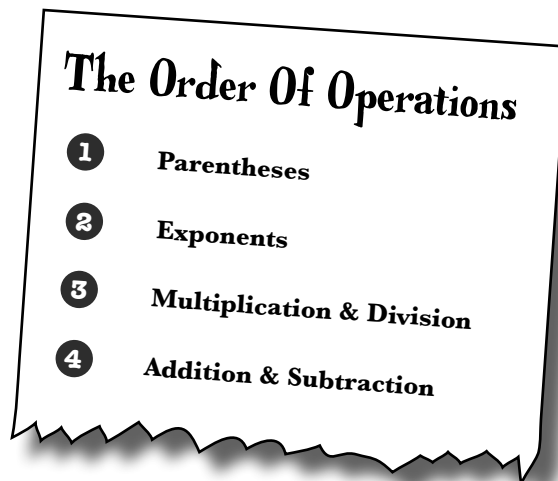 The Order Of Operations
1 Parentheses
2 Exponents
3 Multiplication & Division
4 Addition & Subtraction